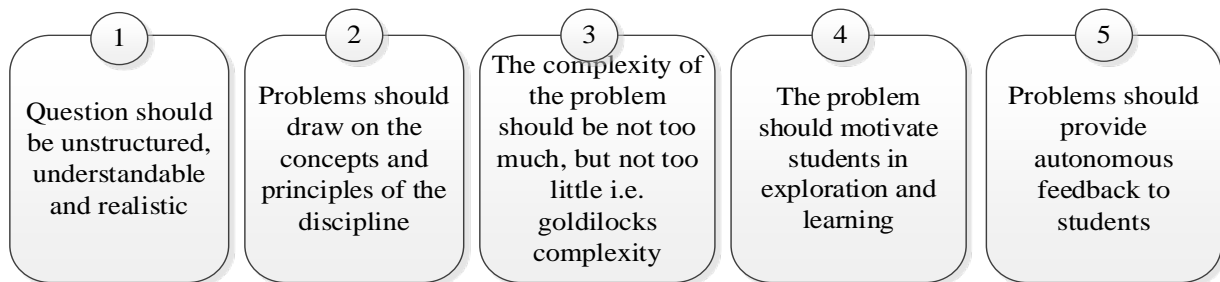 1
Question should
be unstructured,
understandable
and realistic
2
Problems should
draw on the
concepts and
principles of the
discipline
3
The complexity of
the problem
should be not too
much, but not too
little i.e.
goldilocks
complexity
4
The problem
should motivate
students in
exploration and
learning
5
Problems should
provide
autonomous
feedback to
students